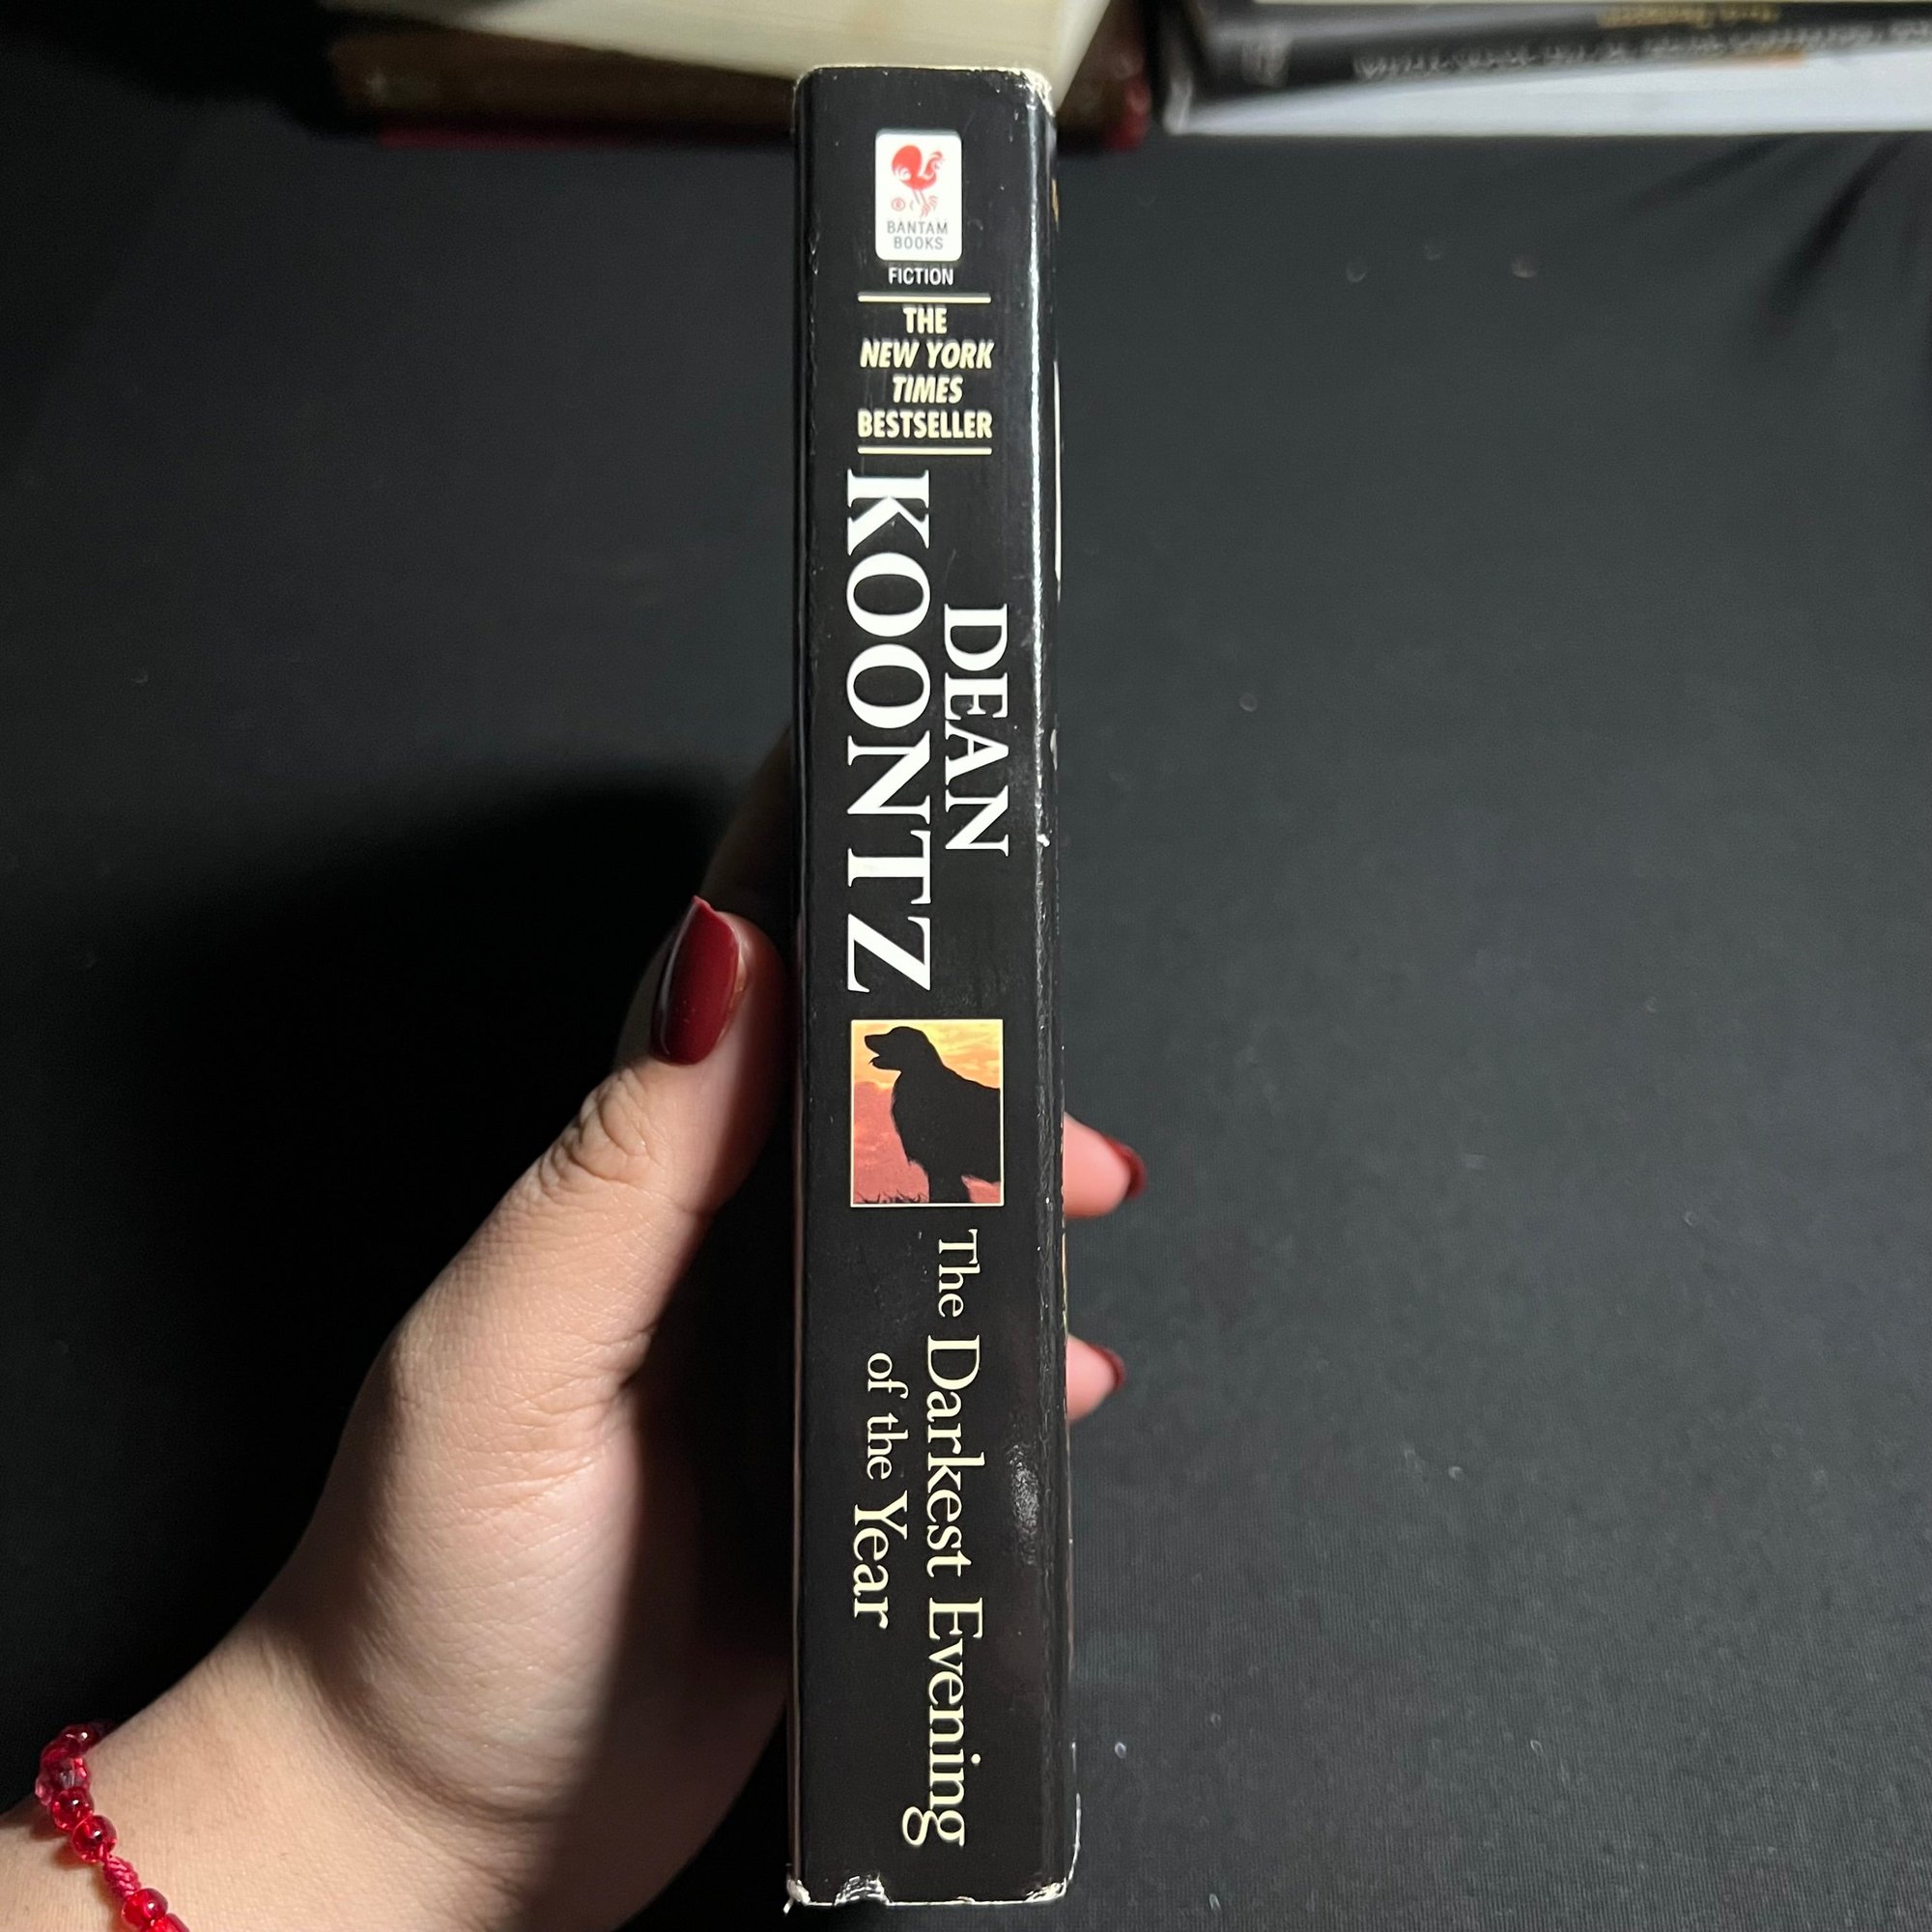 BANTAM
BOOKS
FICTION
THE
NEW YORK
TIMES
BESTSELLER
DEAN
KOONTZ
The Darkest Evening
of the Year